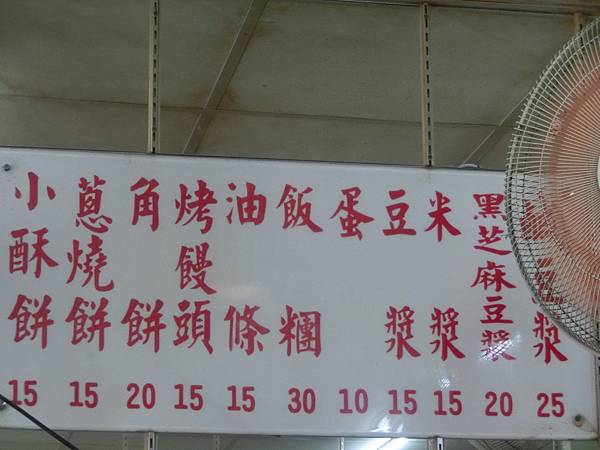 小酥餅 15
蔥燒餅 15
角餅 20
烤饅頭 15
油條 15
飯糰 30
蛋 10
豆漿 15
米漿 15
黑芝麻豆漿 20
漿 25